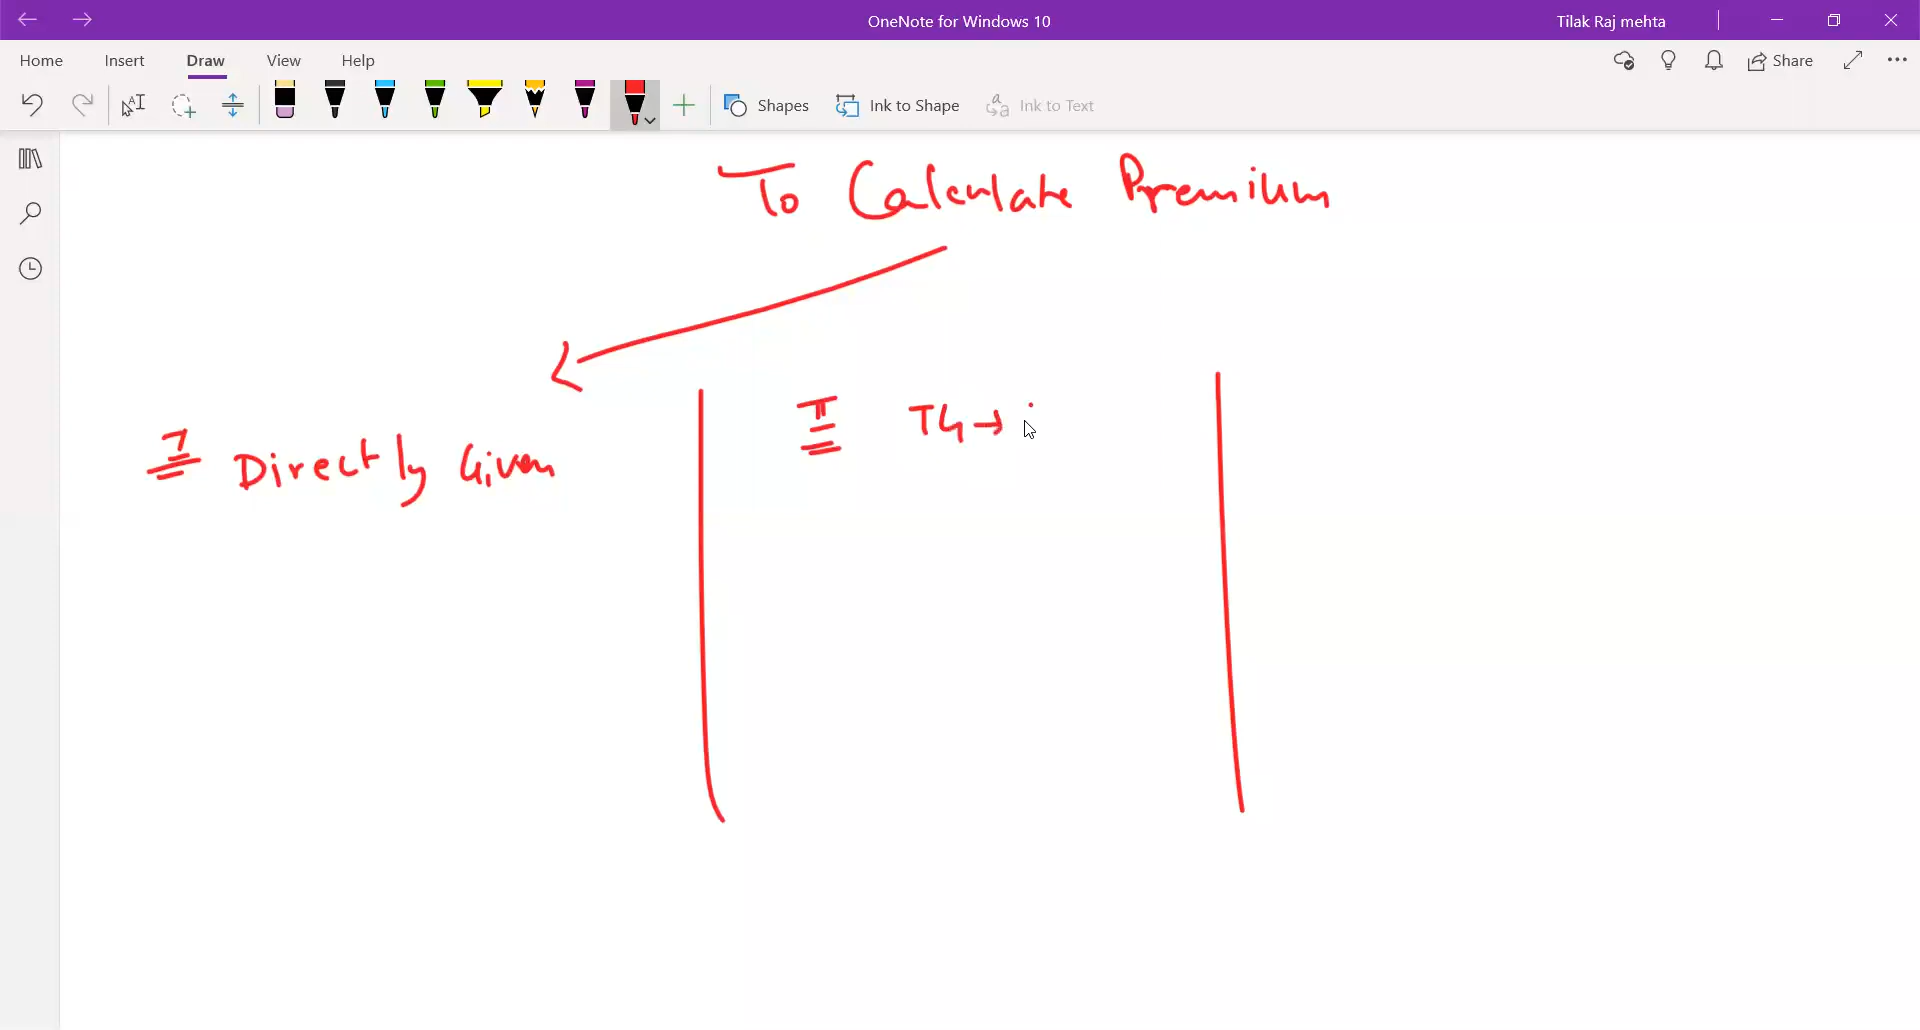 OneNote for Windows 10
Tilak Raj mehta
Home Insert Draw View Help
Share
Shapes Ink to Shape Ink to Text
To Calculate Premium
I Directly Given
II TG → i